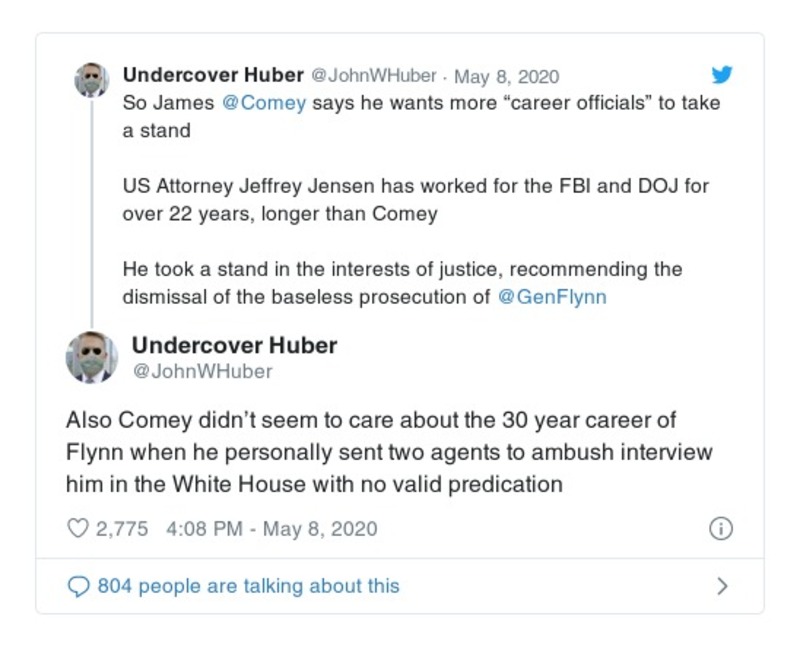 Undercover Huber @JohnWHuber · May 8, 2020
So James @Comey says he wants more “career officials” to take
a stand
US Attorney Jeffrey Jensen has worked for the FBI and DOJ for
over 22 years, longer than Comey
He took a stand in the interests of justice, recommending the
dismissal of the baseless prosecution of @GenFlynn
Undercover Huber
@JohnWHuber
Also Comey didn’t seem to care about the 30 year career of
Flynn when he personally sent two agents to ambush interview
him in the White House with no valid predication
2,775 4:08 PM - May 8, 2020
804 people are talking about this